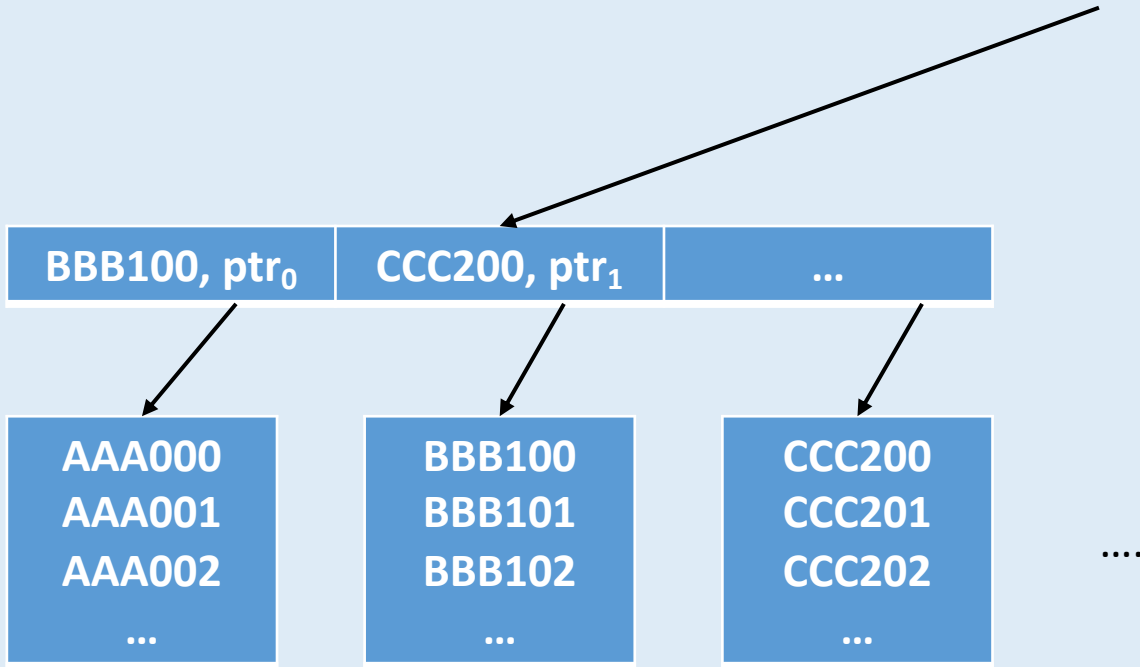 BBB100, ptr₀ CCC200, ptr₁ ...
AAA000
AAA001
AAA002
...
BBB100
BBB101
BBB102
...
CCC200
CCC201
CCC202
...
....